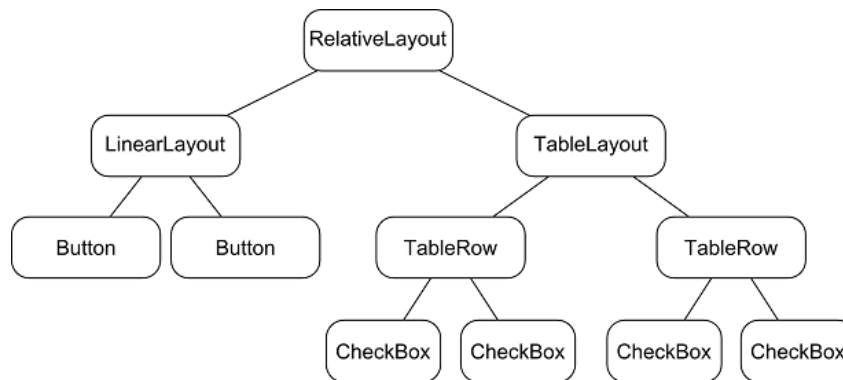 RelativeLayout
LinearLayout
TableLayout
Button
Button
TableRow
TableRow
CheckBox
CheckBox
CheckBox
CheckBox